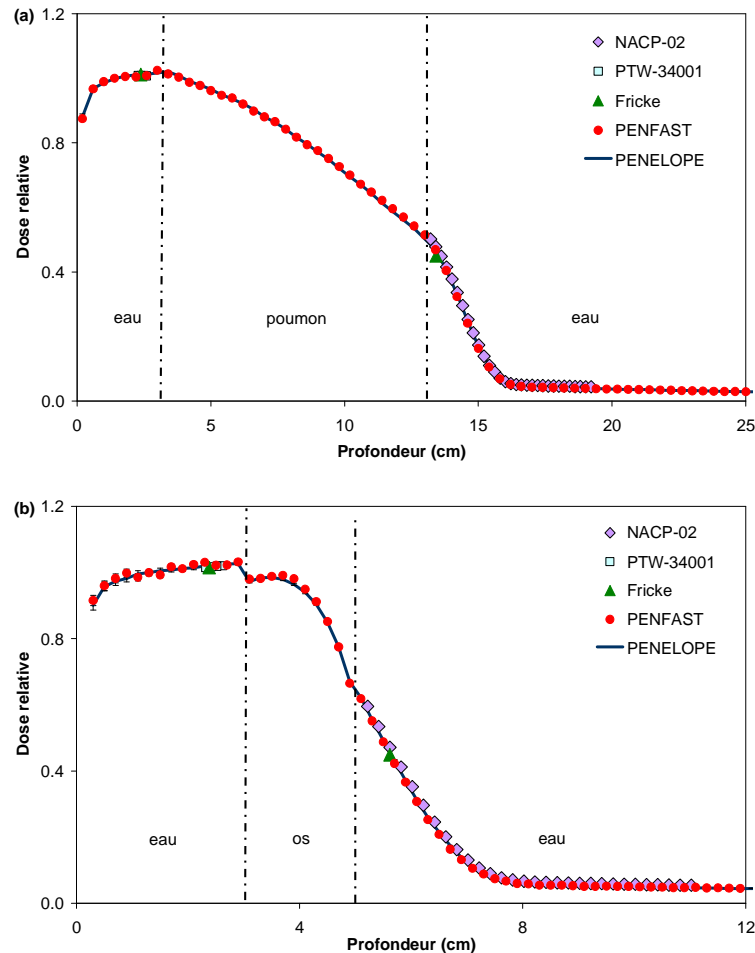 (a)
1.2
NACP-02
PTW-34001
Fricke
PENFAST
PENELOPE
0.8
0.4
0.0
Dose relative
eau
poumon
eau
0
5
10
15
20
25
Profondeur (cm)
(b)
1.2
NACP-02
PTW-34001
Fricke
PENFAST
PENELOPE
0.8
0.4
0.0
Dose relative
eau
os
eau
0
4
8
12
Profondeur (cm)